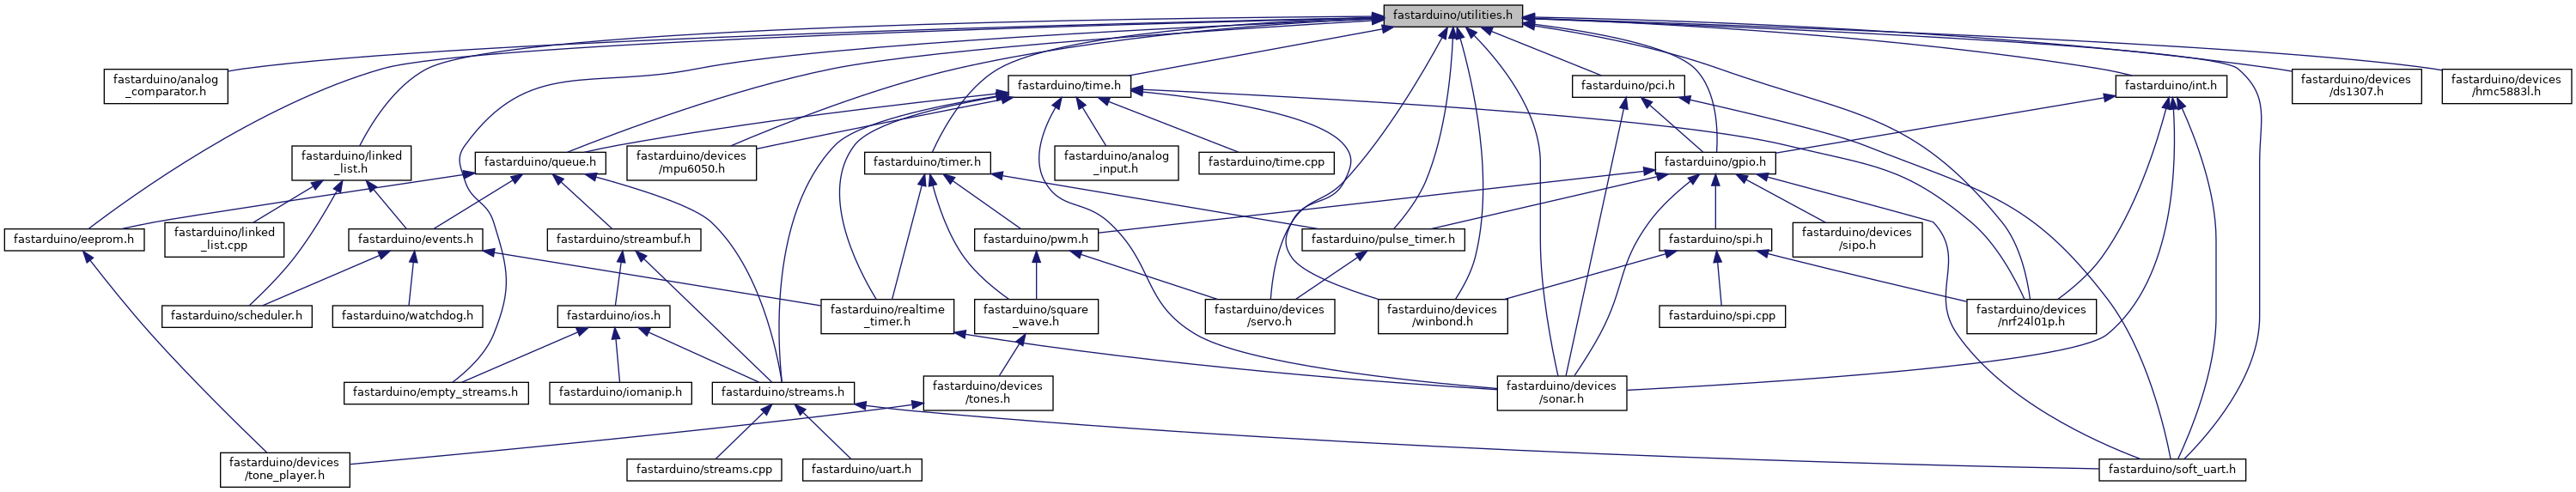 fastarduino/utilities.h
fastarduino/analog
_comparator.h
fastarduino/time.h
fastarduino/pci.h
fastarduino/int.h
fastarduino/devices
/ds1307.h
fastarduino/devices
/hmc5883l.h
fastarduino/linked
_list.h
fastarduino/queue.h
fastarduino/devices
/mpu6050.h
fastarduino/timer.h
fastarduino/analog
_input.h
fastarduino/time.cpp
fastarduino/gpio.h
fastarduino/eeprom.h
fastarduino/linked
_list.cpp
fastarduino/events.h
fastarduino/streambuf.h
fastarduino/pwm.h
fastarduino/pulse_timer.h
fastarduino/spi.h
fastarduino/devices
/sipo.h
fastarduino/scheduler.h
fastarduino/watchdog.h
fastarduino/ios.h
fastarduino/realtime
_timer.h
fastarduino/square
_wave.h
fastarduino/devices
/servo.h
fastarduino/devices
/winbond.h
fastarduino/spi.cpp
fastarduino/devices
/nrf24l01p.h
fastarduino/empty_streams.h
fastarduino/iomanip.h
fastarduino/streams.h
fastarduino/devices
/tones.h
fastarduino/devices
/sonar.h
fastarduino/devices
/tone_player.h
fastarduino/streams.cpp
fastarduino/uart.h
fastarduino/soft_uart.h